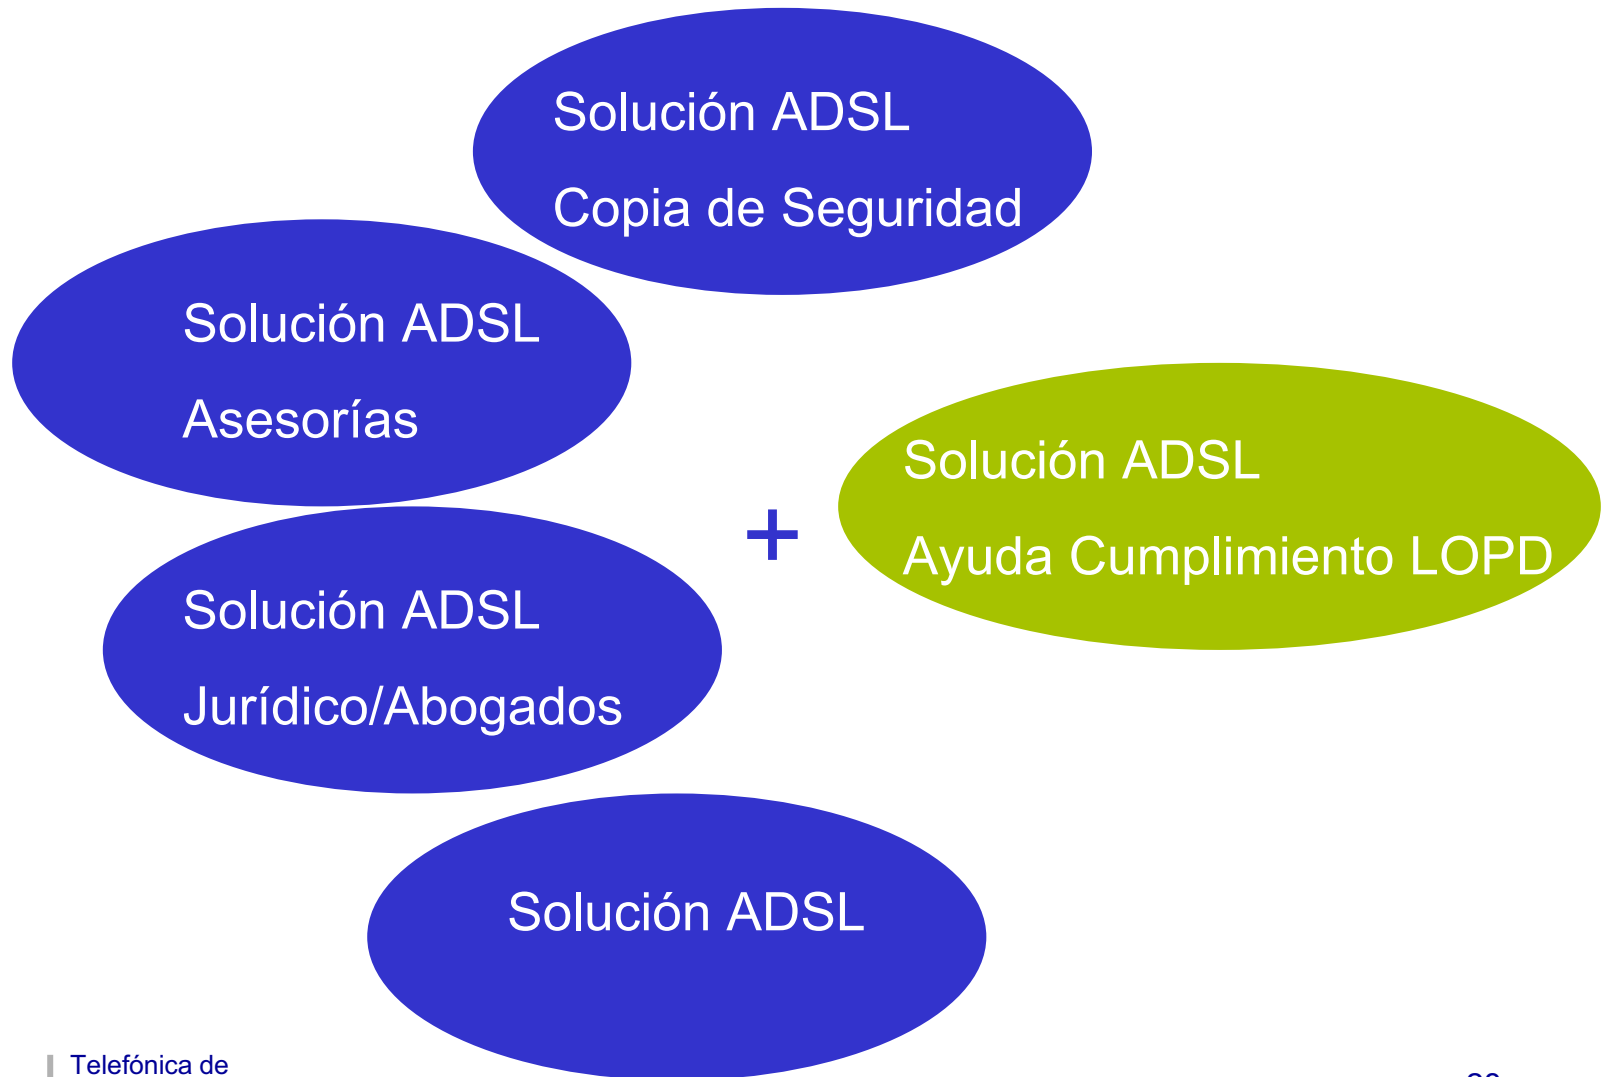 Solución ADSL
Copia de Seguridad
Solución ADSL
Asesorías
+
Solución ADSL
Ayuda Cumplimiento LOPD
Solución ADSL
Jurídico/Abogados
Solución ADSL
Telefónica de